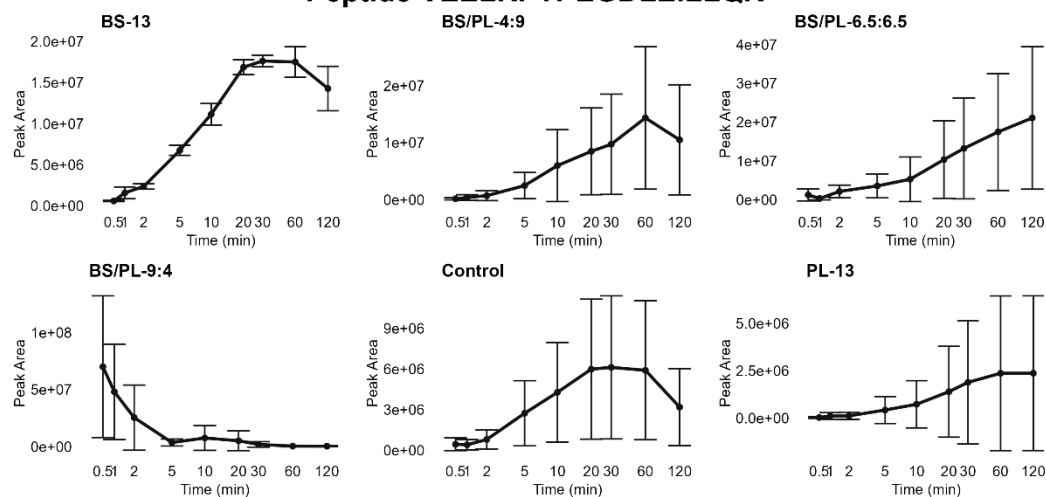 BS-13
BS/PL-4:9
BS/PL-6.5:6.5
Peak Area
2.0e+07
1.5e+07
1.0e+07
5.0e+06
0.0e+00
0.51 2 5 10 20 30 60 120
Time (min)
Peak Area
2e+07
1e+07
0e+00
0.51 2 5 10 20 30 60 120
Time (min)
Peak Area
4e+07
3e+07
2e+07
1e+07
0e+00
0.51 2 5 10 20 30 60 120
Time (min)
BS/PL-9:4
Control
PL-13
Peak Area
1e+08
5e+07
0e+00
0.51 2 5 10 20 30 60 120
Time (min)
Peak Area
9e+06
6e+06
3e+06
0e+00
0.51 2 5 10 20 30 60 120
Time (min)
Peak Area
5.0e+06
2.5e+06
0.0e+00
0.51 2 5 10 20 30 60 120
Time (min)